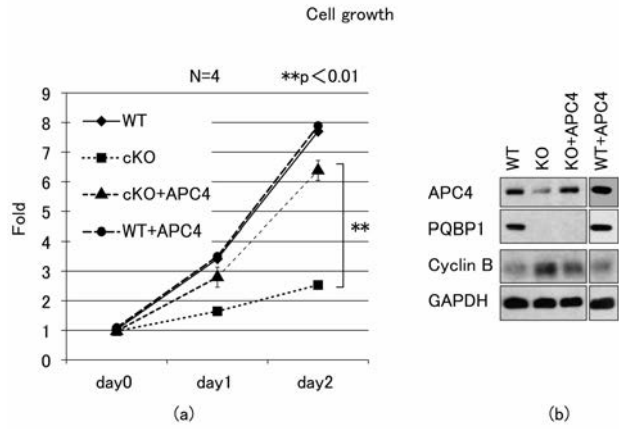 Cell growth
N=4 **p<0.01
9
8
7
6
5
4
3
2
1
0
Fold
WT
cKO
cKO+APC4
WT+APC4
**
day0 day1 day2
(a)
WT KO KO+APC4 WT+APC4
APC4
PQBP1
Cyclin B
GAPDH
(b)